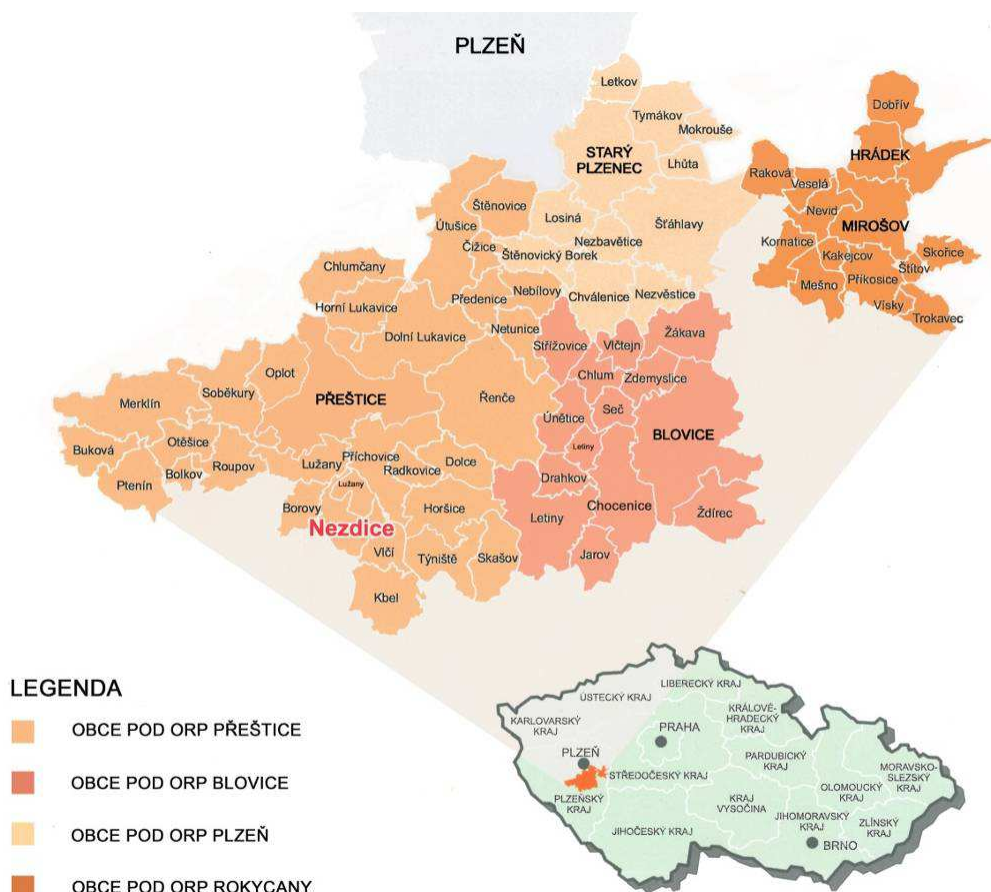 PLZEŇ
Letkov
Tymákov
Mokrouše
STARÝ
PLZENEC
Lhůta
Dobřív
HRÁDEK
Raková
Veselá
Nevid
MIROŠOV
Kornatice
Kakejcov
Skořice
Štítov
Mešno
Příkosice
Vísky
Trokavec
Štěnovice
Losiná
Šťáhlavy
Útušice
Čižice
Nezbavětice
Štěnovický Borek
Chlumčany
Předenice
Nebílovy
Chválenice
Nezvěstice
Horní Lukavice
Netunice
Dolní Lukavice
Střížovice
Vlčtejn
Žákava
Oplot
Chlum
Zdemyslice
Soběkury
PŘEŠTICE
Řenče
Merklín
Únětice
Seč
BLOVICE
Otěšice
Letiny
Buková
Příchovice
Dolce
Lužany
Radkovice
Roupov
Bolkov
Drahkov
Ptenín
Lužany
Borovy
Horšice
Letiny
Chocenice
Ždírec
Nezdice
Vlčí
Týniště
Skašov
Jarov
Kbel
LEGENDA
OBCE POD ORP PŘEŠTICE
OBCE POD ORP BLOVICE
OBCE POD ORP PLZEŇ
OBCE POD ORP ROKYCANY
LIBERECKÝ KRAJ
ÚSTECKÝ KRAJ
KARLOVARSKÝ
KRAJ
KRÁLOVÉ-
HRADECKÝ
KRAJ
PRAHA
PLZEŇ
PARDUBICKÝ
KRAJ
STŘEDOČESKÝ KRAJ
MORAVSKO-
SLEZSKÝ
KRAJ
OLOMOUCKÝ
KRAJ
PLZEŇSKÝ
KRAJ
KRAJ
VYSOČINA
JIHOČESKÝ KRAJ
JIHOMORAVSKÝ
KRAJ
ZLÍNSKÝ
KRAJ
BRNO